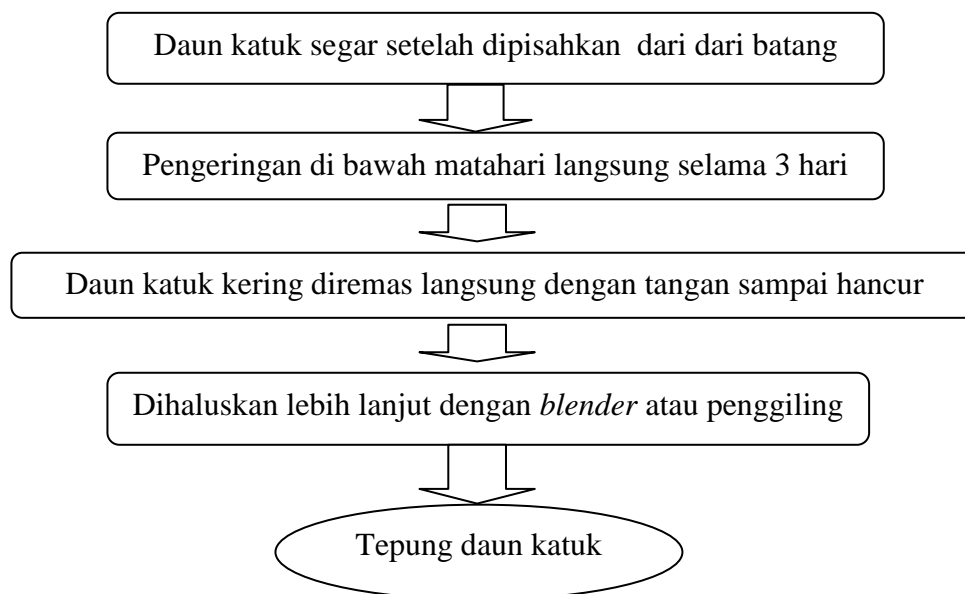 Daun katuk segar setelah dipisahkan  dari dari batang
Pengeringan di bawah matahari langsung selama 3 hari
Daun katuk kering diremas langsung dengan tangan sampai hancur
Dihaluskan lebih lanjut dengan blender atau penggiling
Tepung daun katuk